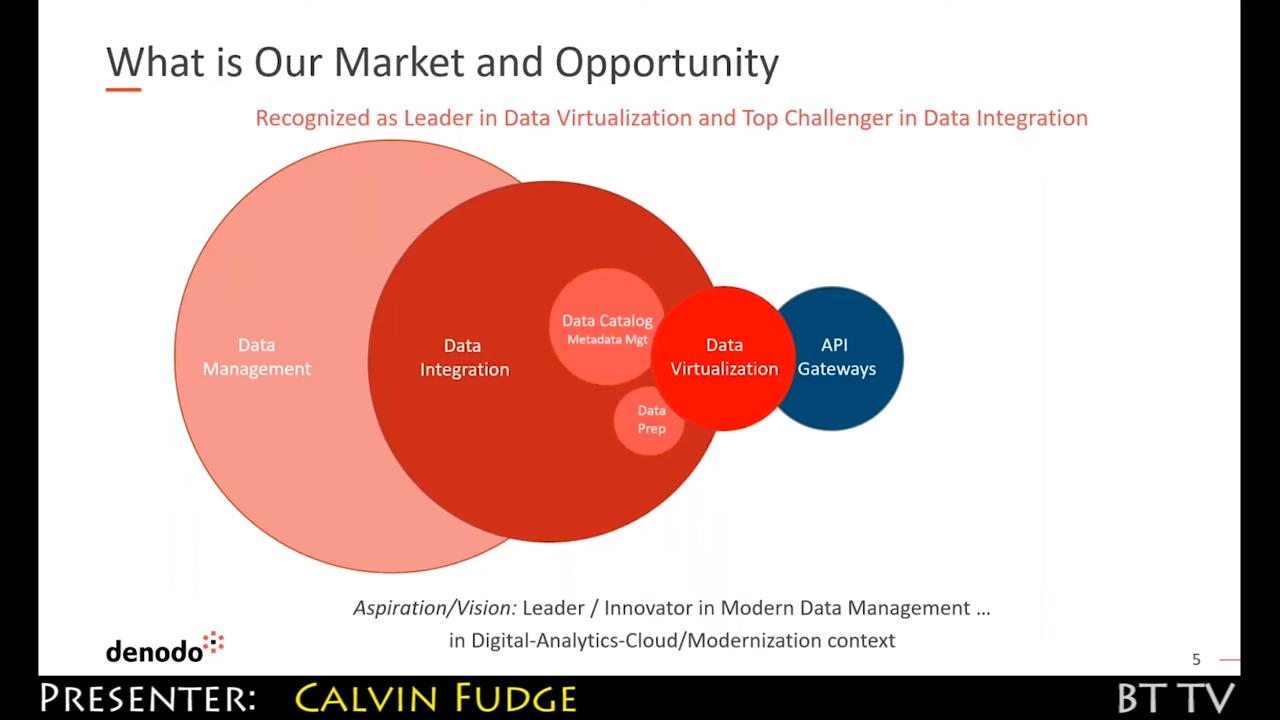 What is Our Market and Opportunity
Recognized as Leader in Data Virtualization and Top Challenger in Data Integration
Data
Management
Data
Integration
Data Catalog
Metadata Mgt
Data
Prep
Data
Virtualization
API
Gateways
Aspiration/Vision: Leader / Innovator in Modern Data Management ...
in Digital-Analytics-Cloud/Modernization context
denodo
5
Presenter: Calvin Fudge
BT TV